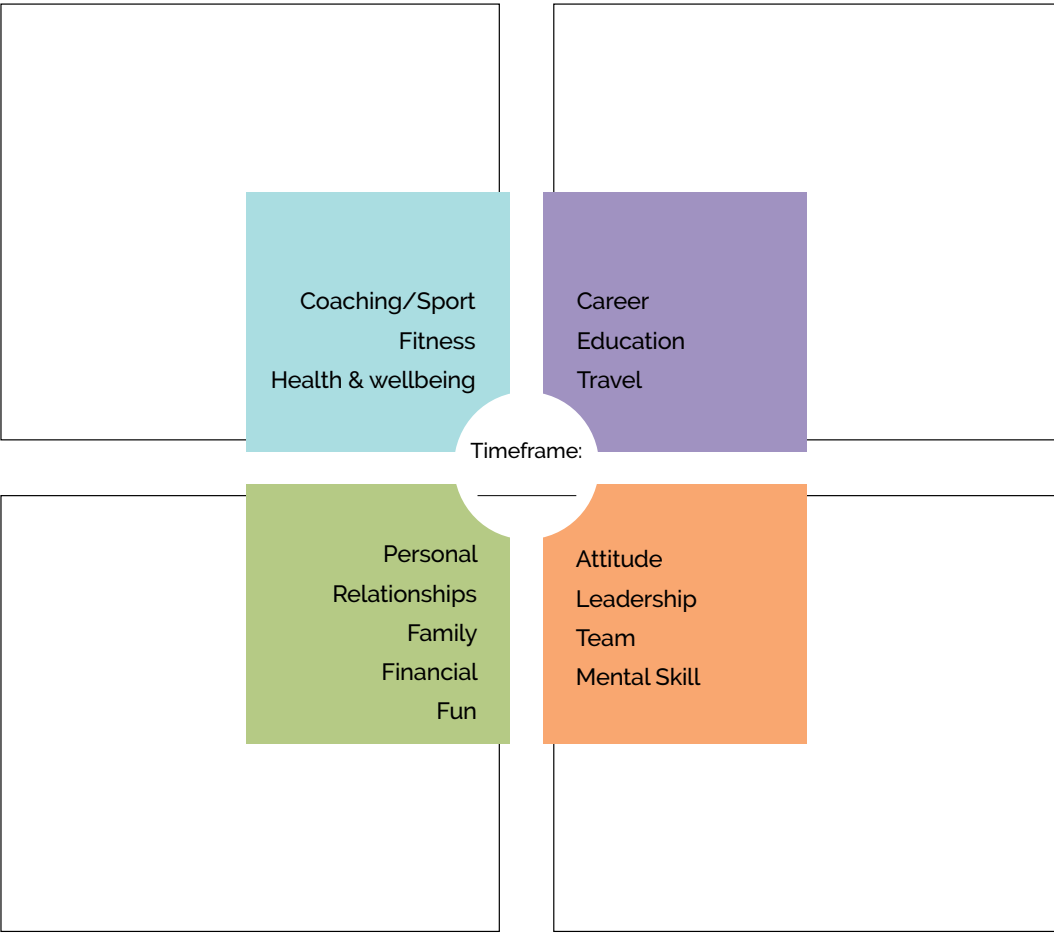 Coaching/Sport
Fitness
Health & wellbeing
Career
Education
Travel
Timeframe:
Personal
Relationships
Family
Financial
Fun
Attitude
Leadership
Team
Mental Skill